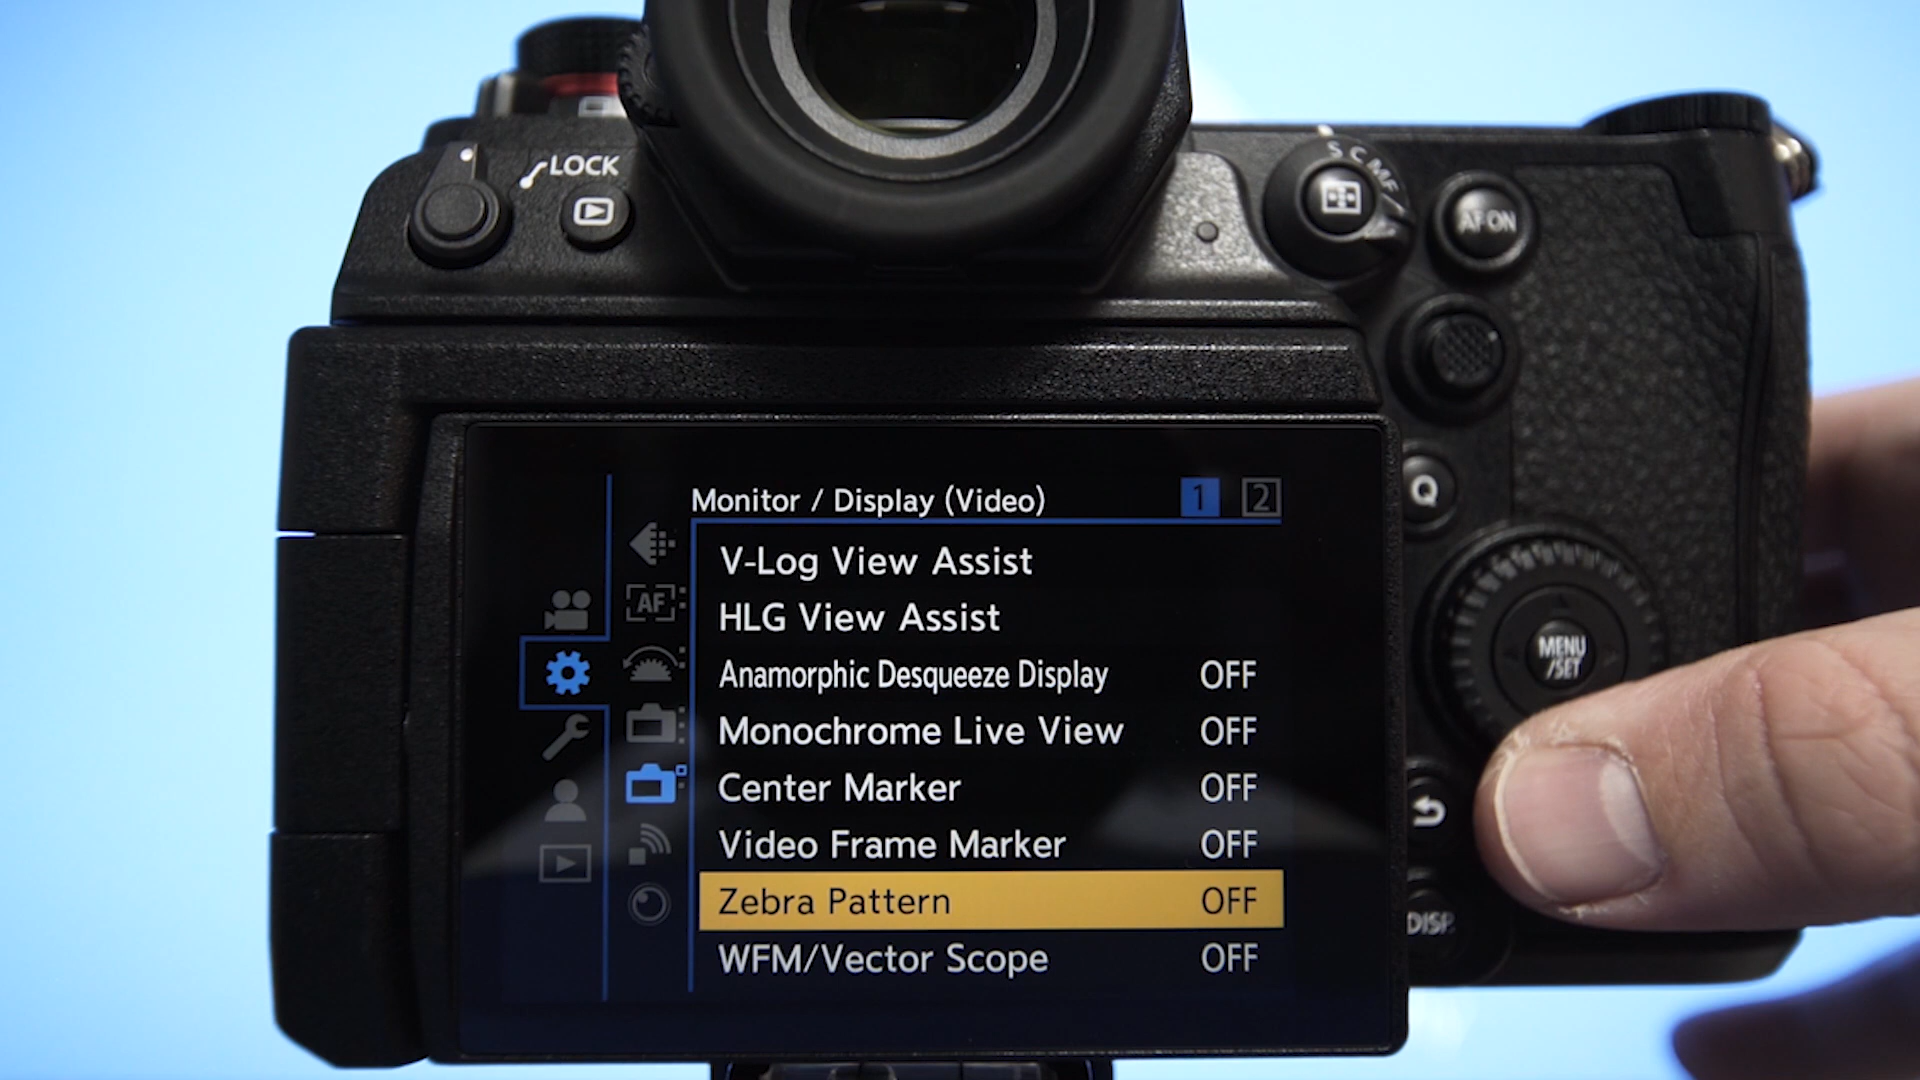 LOCK
S C MF
AF ON
Q
MENU
/SET
DISP.
Monitor / Display (Video) 1 2
AF
V-Log View Assist
HLG View Assist
Anamorphic Desqueeze Display OFF
Monochrome Live View OFF
Center Marker OFF
Video Frame Marker OFF
Zebra Pattern OFF
WFM/Vector Scope OFF